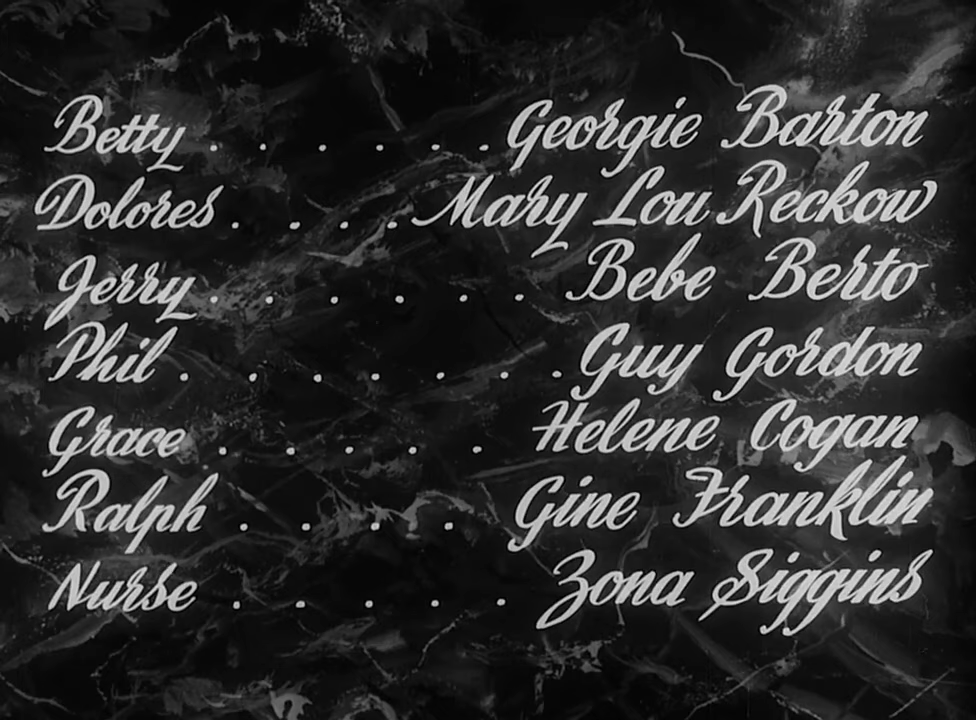 Betty . . . . . . Georgie Barton
Dolores . . . . Mary Lou Reckow
Jerry . . . . . . Bebe Berto
Phil . . . . . . . Guy Gordon
Grace . . . . . Helene Cogan
Ralph . . . . . Gine Franklin
Nurse . . . . . Zona Siggins